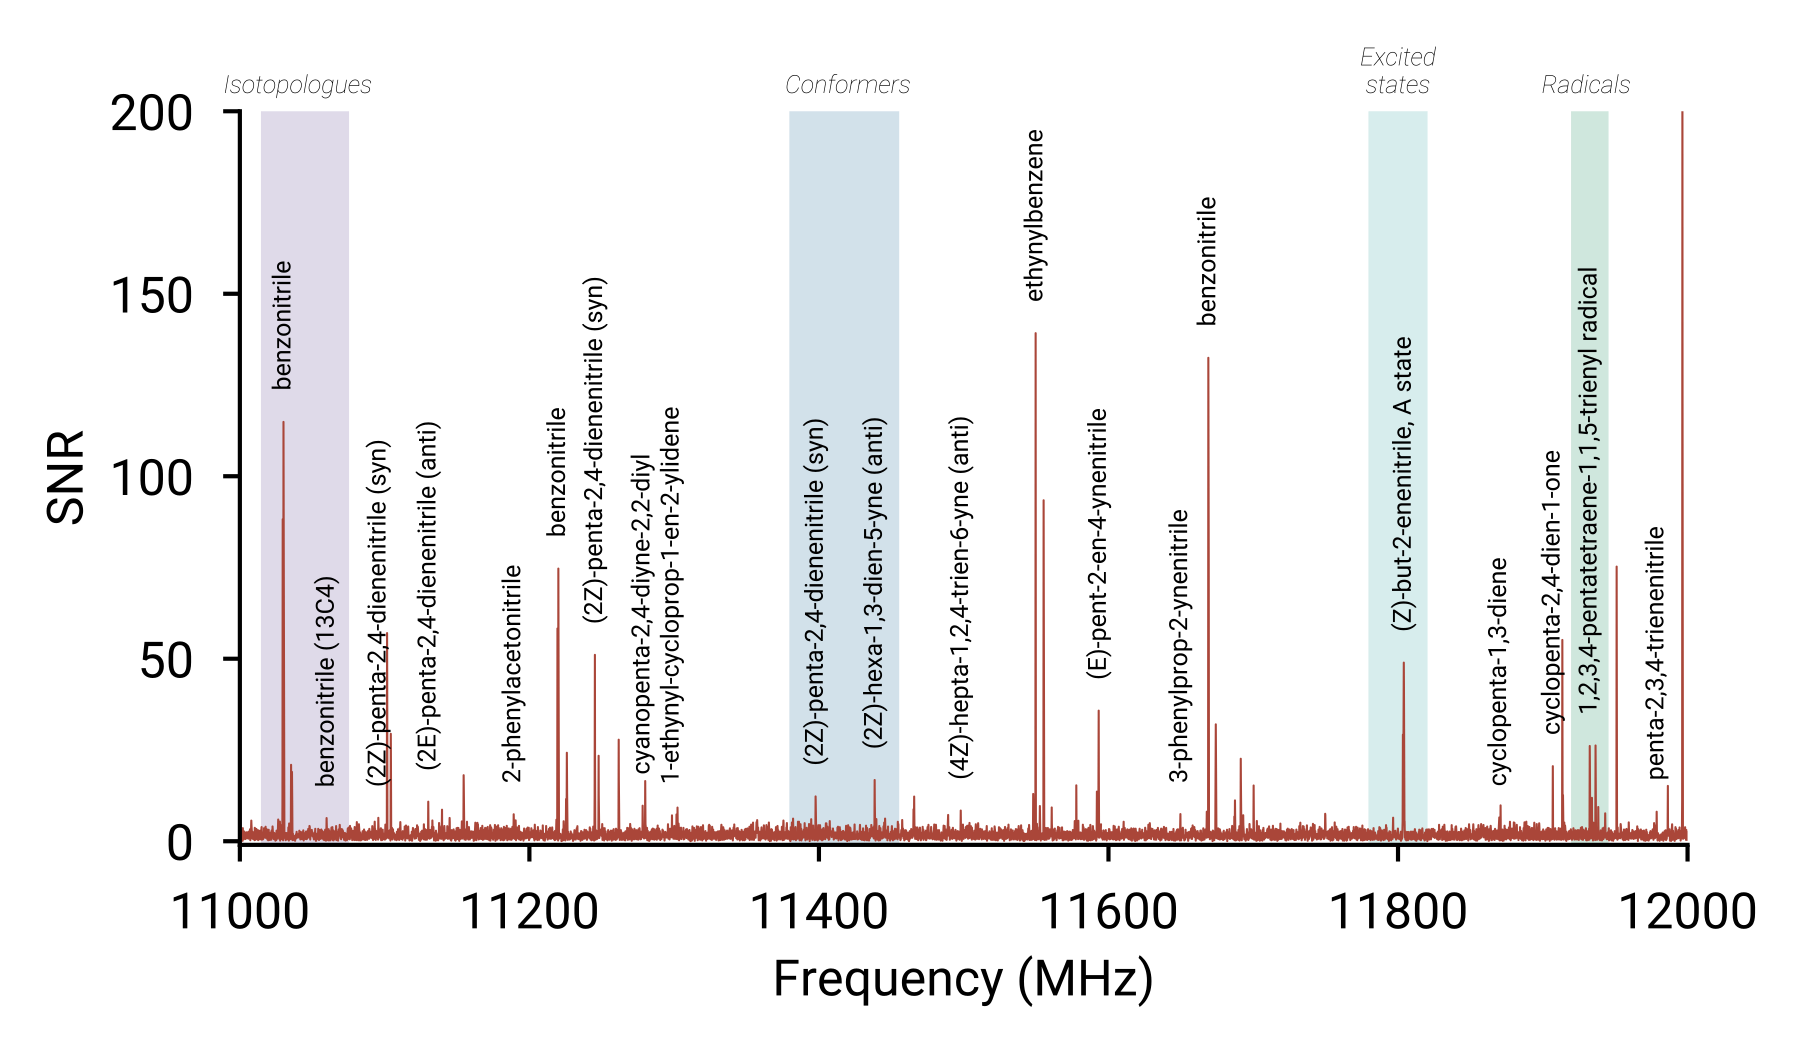 Isotopologues
Conformers
Excited
states
Radicals
200
150
100
50
0
SNR
benzonitrile
benzonitrile (13C4)
(2Z)-penta-2,4-dienenitrile (syn)
(2E)-penta-2,4-dienenitrile (anti)
2-phenylacetonitrile
benzonitrile
(2Z)-penta-2,4-dienenitrile (syn)
cyanopenta-2,4-diyne-2,2-diyl
1-ethynyl-cycloprop-1-en-2-ylidene
(2Z)-penta-2,4-dienenitrile (syn)
(2Z)-hexa-1,3-dien-5-yne (anti)
(4Z)-hepta-1,2,4-trien-6-yne (anti)
ethynylbenzene
(E)-pent-2-en-4-ynenitrile
3-phenylprop-2-ynenitrile
benzonitrile
(Z)-but-2-enenitrile, A state
cyclopenta-1,3-diene
cyclopenta-2,4-dien-1-one
1,2,3,4-pentatetraene-1,1,5-trienyl radical
penta-2,3,4-trienenitrile
11000
11200
11400
11600
11800
12000
Frequency (MHz)